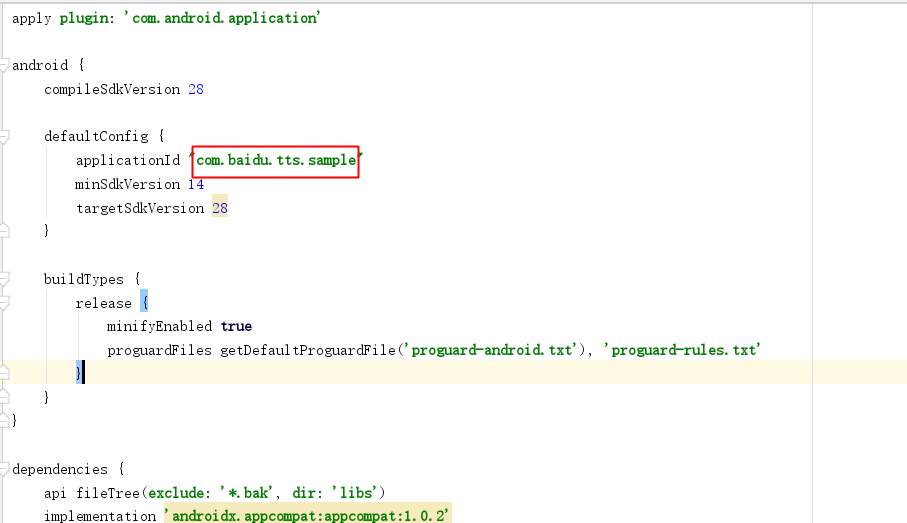 apply plugin: 'com.android.application'
android {
compileSdkVersion 28
defaultConfig {
applicationId "com.baidu.tts.sample"
minSdkVersion 14
targetSdkVersion 28
}
buildTypes {
release {
minifyEnabled true
proguardFiles getDefaultProguardFile('proguard-android.txt'), 'proguard-rules.txt'
}
}
}
dependencies {
api fileTree(exclude: '*.bak', dir: 'libs')
implementation 'androidx.appcompat:appcompat:1.0.2'